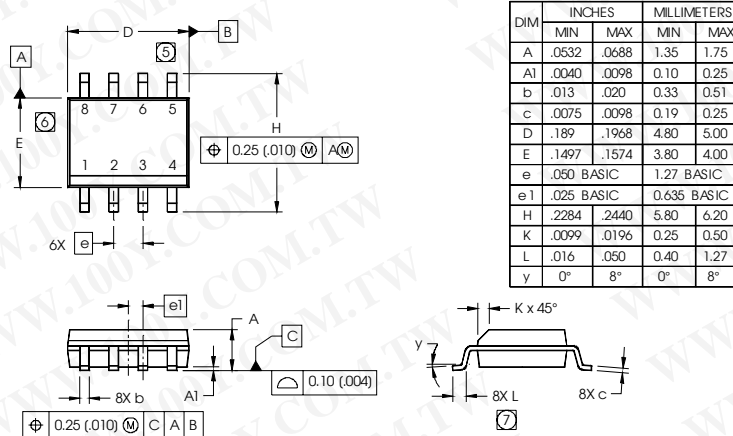 D
B
5
A
8 7 6 5
6
E
H
1 2 3 4
⌖ 0.25 (.010) Ⓜ AⓂ
6X e
DIM INCHES MILLIMETERS
MIN MAX MIN MAX
A .0532 .0688 1.35 1.75
A1 .0040 .0098 0.10 0.25
b .013 .020 0.33 0.51
c .0075 .0098 0.19 0.25
D .189 .1968 4.80 5.00
E .1497 .1574 3.80 4.00
e .050 BASIC 1.27 BASIC
e1 .025 BASIC 0.635 BASIC
H .2284 .2440 5.80 6.20
K .0099 .0196 0.25 0.50
L .016 .050 0.40 1.27
y 0° 8° 0° 8°
e1
A
C
8X b
A1
⌓ 0.10 (.004)
⌖ 0.25 (.010) Ⓜ C A B
K x 45°
y
8X L
8X c
7
WWW.100Y.COM.TW